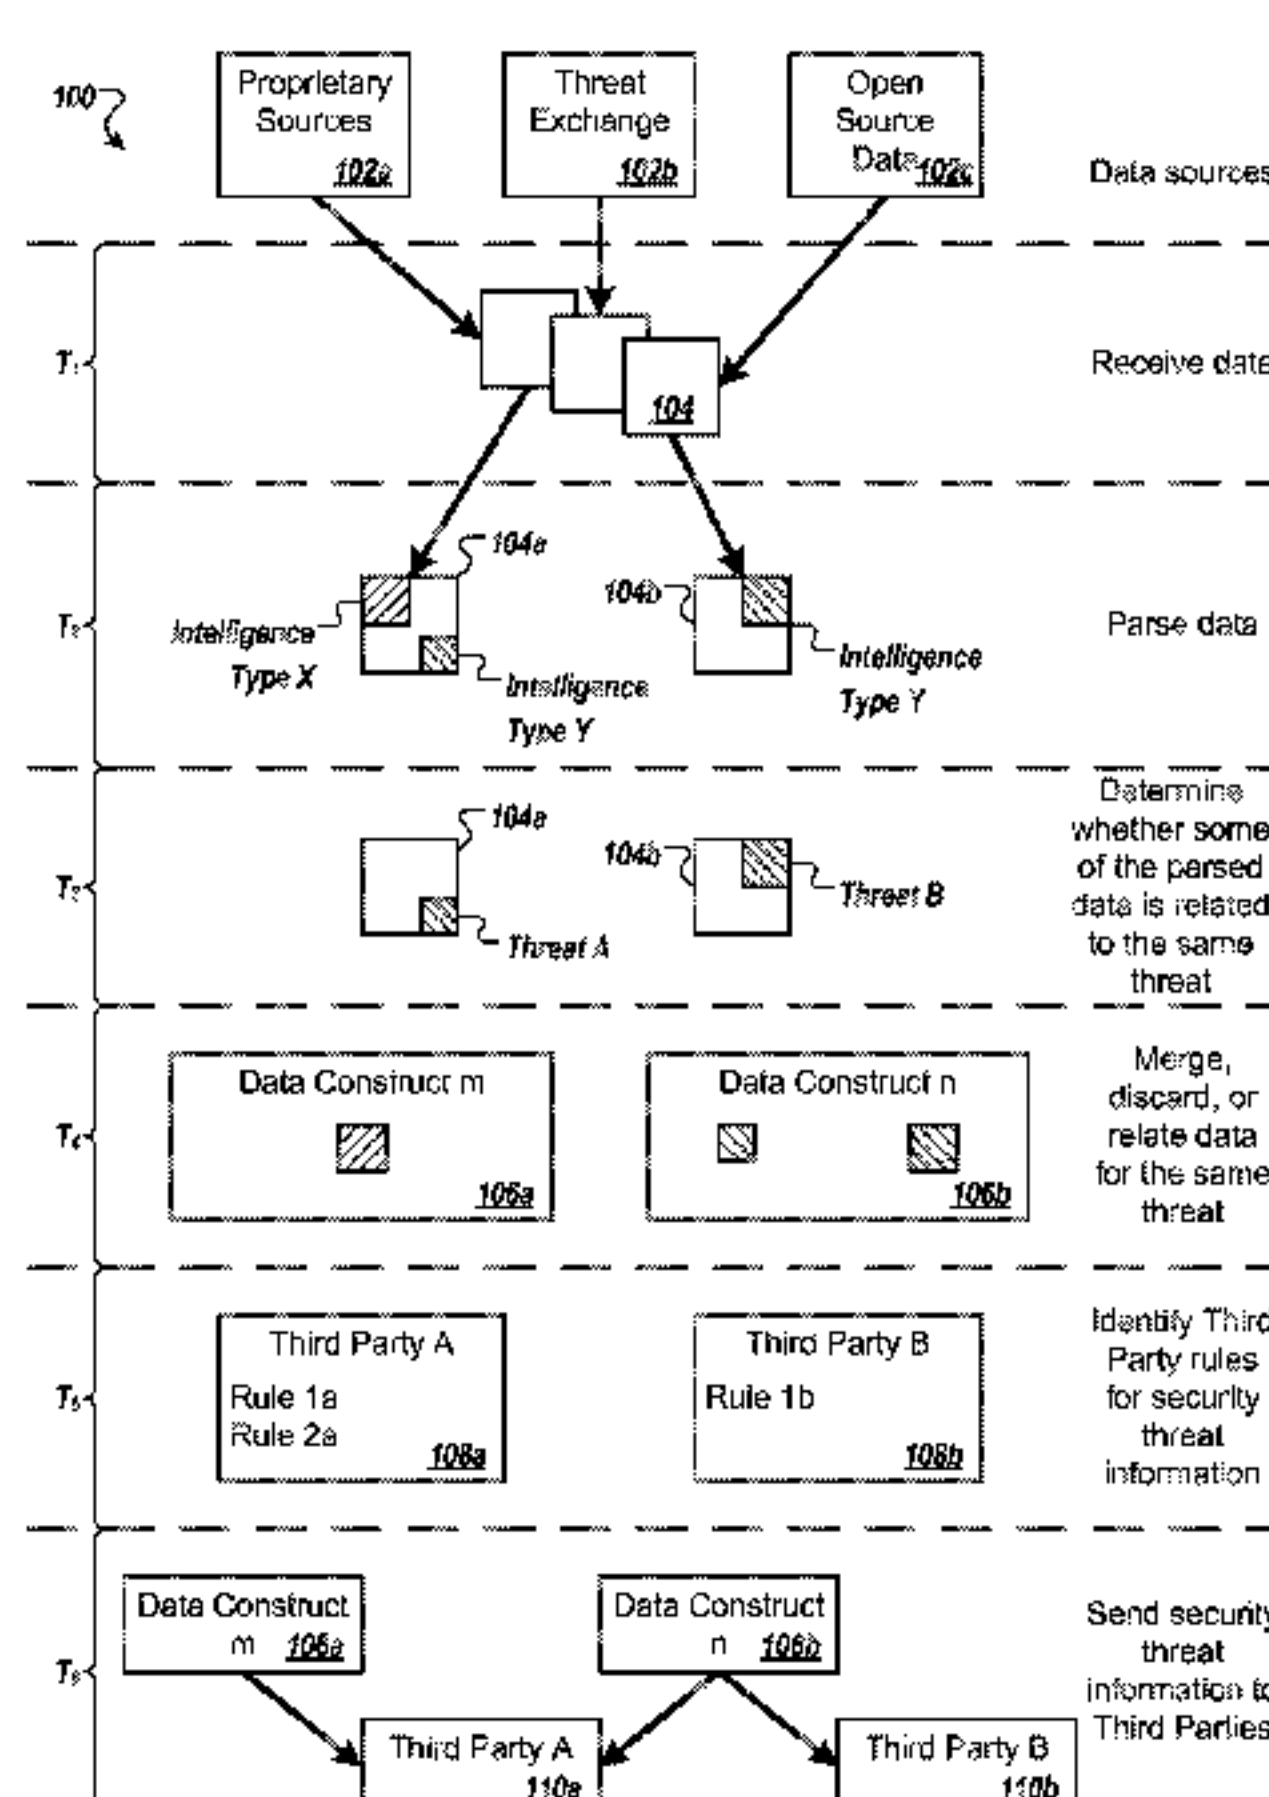 100
Proprietary
Sources
102a
Threat
Exchange
102b
Open
Source
Data
102c
Data sources
T1
Receive data
104
T2
104a
Intelligence
Type X
Intelligence
Type Y
104b
Intelligence
Type Y
Parse data
T3
104a
Threat A
104b
Threat B
Determine
whether some
of the parsed
data is related
to the same
threat
T4
Data Construct m
106a
Data Construct n
106b
Merge,
discard, or
relate data
for the same
threat
T5
Third Party A
Rule 1a
Rule 2a
108a
Third Party B
Rule 1b
108b
Identify Third
Party rules
for security
threat
information
T6
Data Construct
m 106a
Data Construct
n 106b
Third Party A
110a
Third Party B
110b
Send security
threat
information to
Third Parties